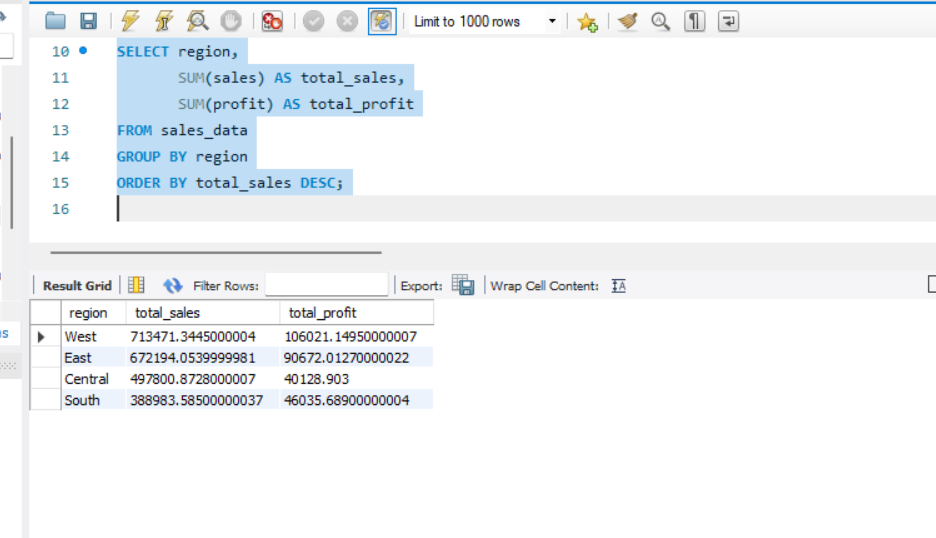 Limit to 1000 rows
10 SELECT region,
11 SUM(sales) AS total_sales,
12 SUM(profit) AS total_profit
13 FROM sales_data
14 GROUP BY region
15 ORDER BY total_sales DESC;
16
Result Grid Filter Rows: Export: Wrap Cell Content:
region total_sales total_profit
West 713471.3445000004 106021.14950000007
East 672194.0539999981 90672.01270000022
Central 497800.8728000007 40128.903
South 388983.58500000037 46035.68900000004